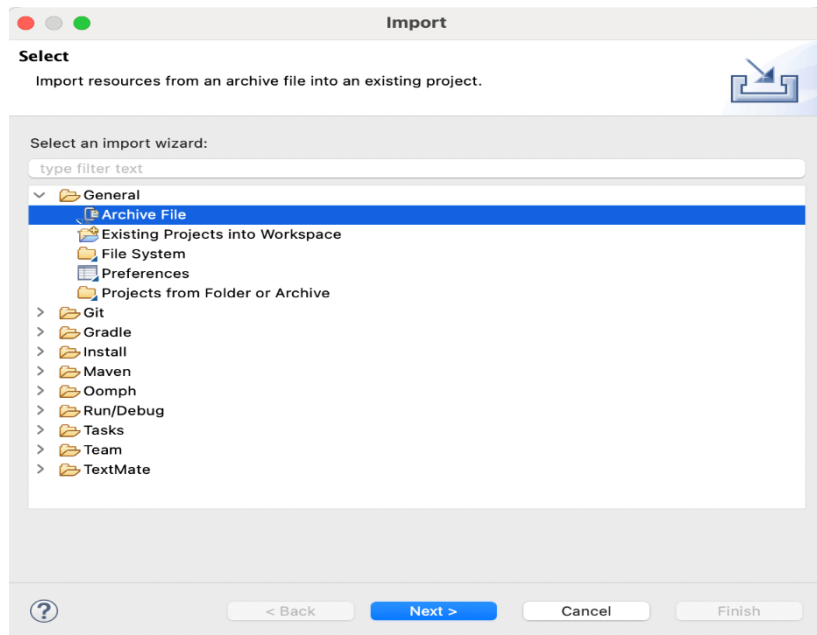 Import
Select
Import resources from an archive file into an existing project.
Select an import wizard:
type filter text
General
Archive File
Existing Projects into Workspace
File System
Preferences
Projects from Folder or Archive
Git
Gradle
Install
Maven
Oomph
Run/Debug
Tasks
Team
TextMate
? < Back Next > Cancel Finish